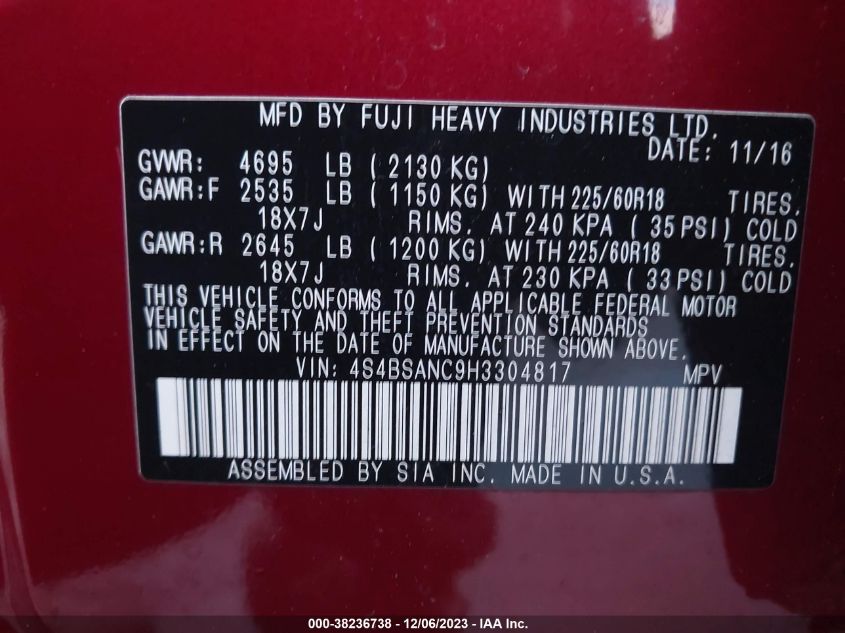 MFD BY FUJI HEAVY INDUSTRIES LTD.
DATE: 11/16
GVWR: 4695 LB ( 2130 KG)
GAWR:F 2535 LB ( 1150 KG) WITH 225/60R18 TIRES.
18X7J RIMS. AT 240 KPA ( 35 PSI) COLD
GAWR:R 2645 LB ( 1200 KG) WITH 225/60R18 TIRES.
18X7J RIMS. AT 230 KPA ( 33 PSI) COLD
THIS VEHICLE CONFORMS TO ALL APPLICABLE FEDERAL MOTOR
VEHICLE SAFETY AND THEFT PREVENTION STANDARDS
IN EFFECT ON THE DATE OF MANUFACTURE SHOWN ABOVE.
VIN: 4S4BSANC9H3304817 MPV
ASSEMBLED BY SIA INC. MADE IN U.S.A.
000-38236738 - 12/06/2023 - IAA Inc.